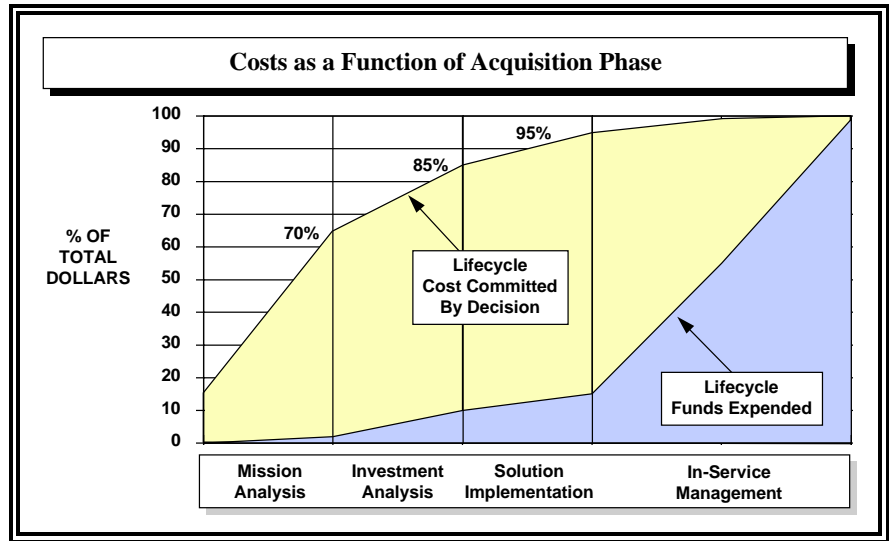 Costs as a Function of Acquisition Phase
100
90
80
70
60
50
40
30
20
10
0
% OF
TOTAL
DOLLARS
70%
85%
95%
Lifecycle
Cost Committed
By Decision
Lifecycle
Funds Expended
Mission
Analysis
Investment
Analysis
Solution
Implementation
In-Service
Management